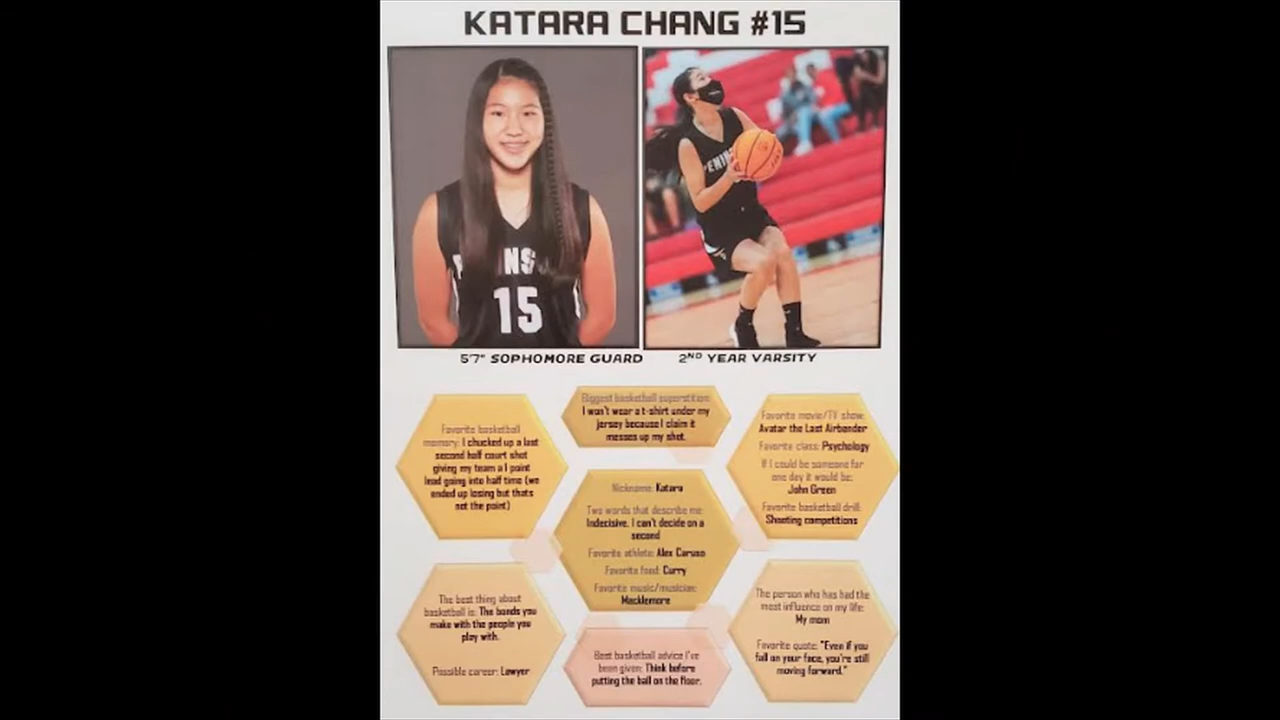 KATARA CHANG #15
PENINS
15
PENINS
5'7" SOPHOMORE GUARD
2ND YEAR VARSITY
Favorite basketball
memory: I chucked up a last
second half court shot
giving my team a 1 point
lead going into half time (we
ended up losing but thats
not the point)
Biggest basketball superstition:
I won't wear a t-shirt under my
jersey because I claim it
messes up my shot.
Favorite movie/TV show:
Avatar the Last Airbender
Favorite class: Psychology
If I could be someone for
one day it would be:
John Green
Favorite basketball drill:
Shooting competitions
Nickname: Katara
Two words that describe me:
Indecisive. I can't decide on a
second
Favorite athlete: Alex Caruso
Favorite food: Curry
Favorite music/musician:
Macklemore
The best thing about
basketball is: The bonds you
make with the people you
play with.
Possible career: Lawyer
Best basketball advice I've
been given: Think before
putting the ball on the floor.
The person who has had the
most influence on my life:
My mom
Favorite quote: "Even if you
fall on your face, you're still
moving forward."